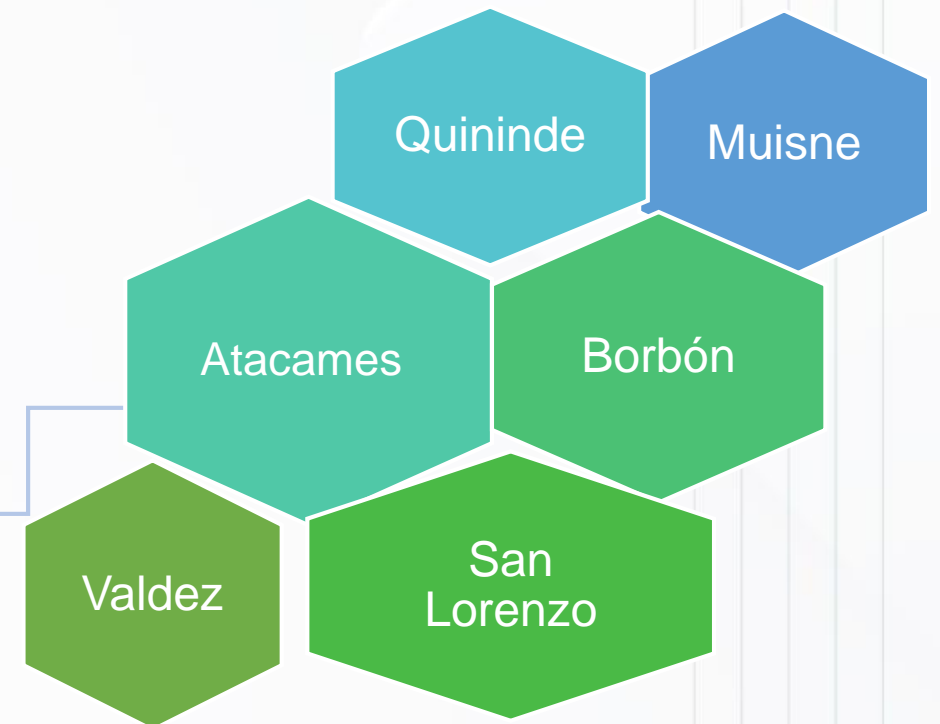 Quininde
Muisne
Atacames
Borbón
Valdez
San
Lorenzo